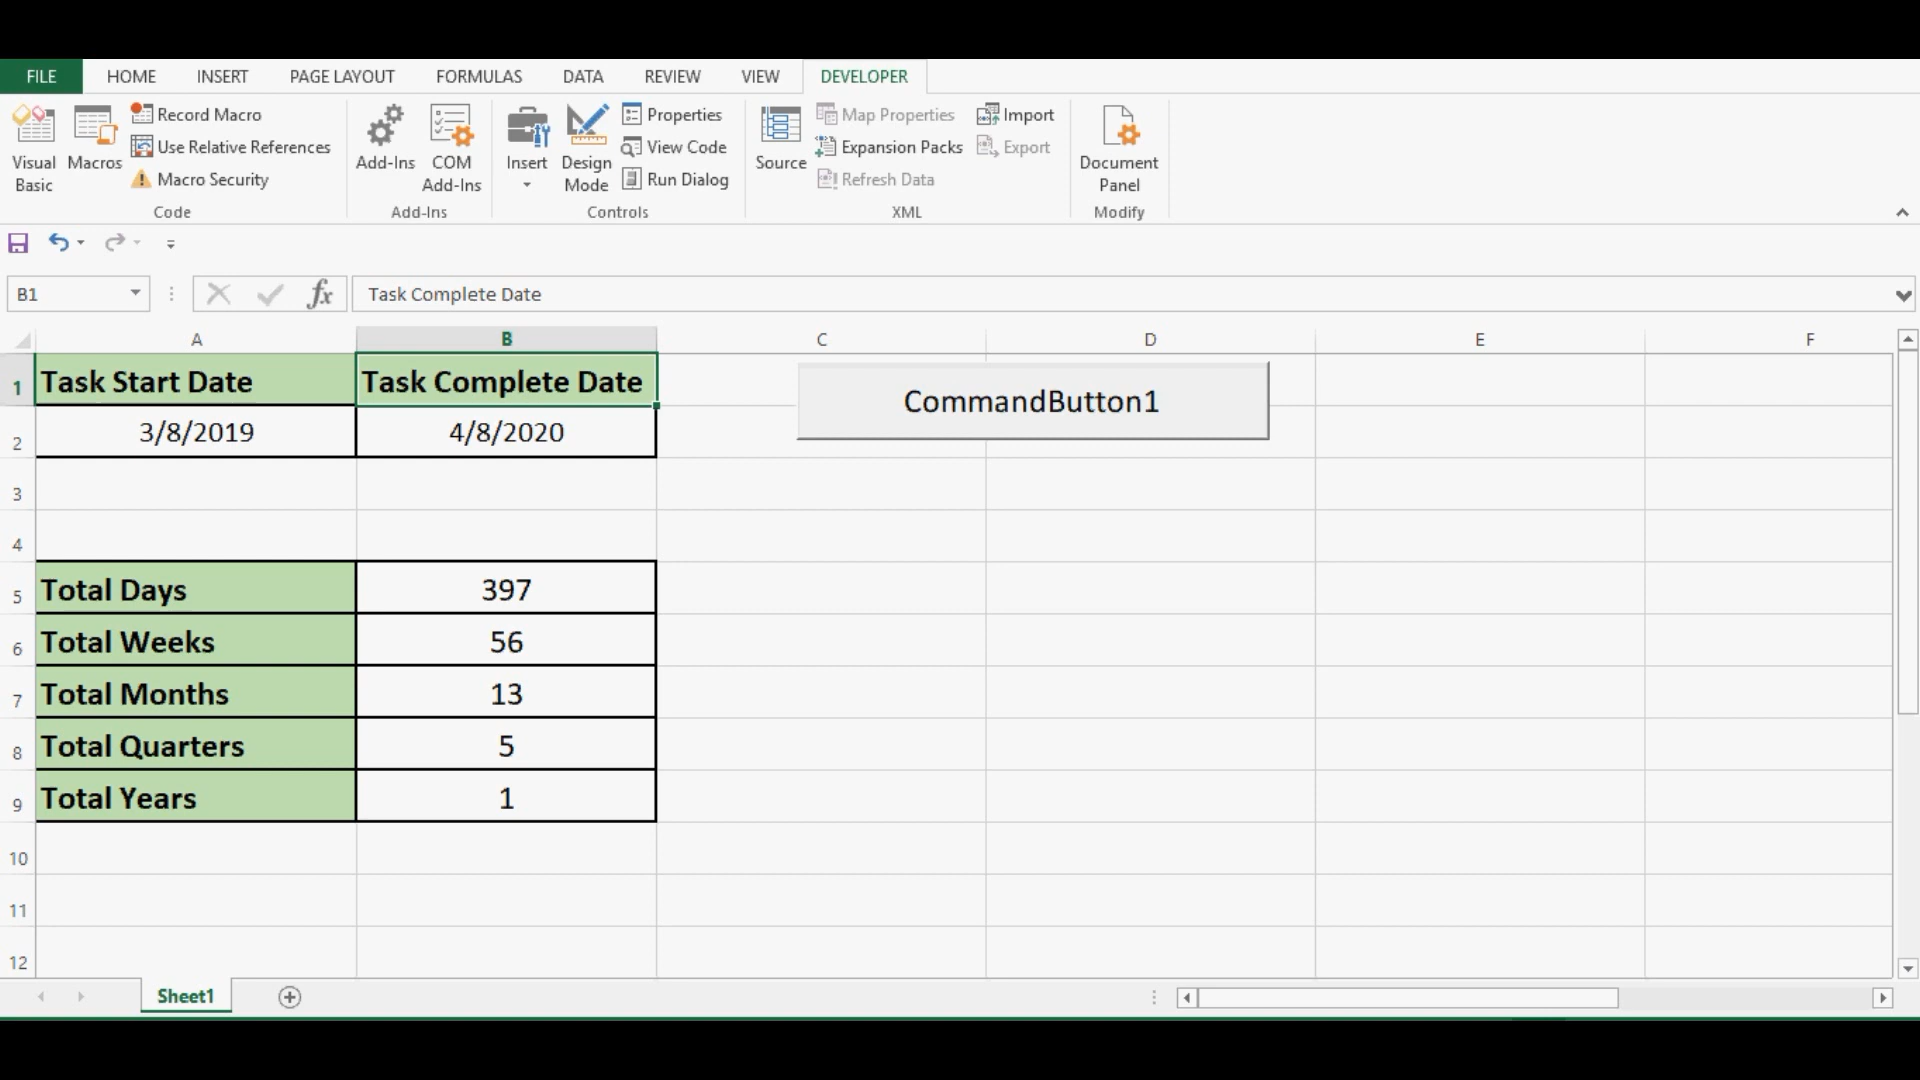 FILE HOME INSERT PAGE LAYOUT FORMULAS DATA REVIEW VIEW DEVELOPER
Visual Basic
Macros
Record Macro
Use Relative References
Macro Security
Code
Add-Ins
COM Add-Ins
Add-Ins
Insert
Design Mode
Properties
View Code
Run Dialog
Controls
Source
Map Properties
Expansion Packs
Refresh Data
Import
Export
XML
Document Panel
Modify
B1 fx Task Complete Date
A B C D E F
1 Task Start Date Task Complete Date CommandButton1
2 3/8/2019 4/8/2020
3
4
5 Total Days 397
6 Total Weeks 56
7 Total Months 13
8 Total Quarters 5
9 Total Years 1
10
11
12
Sheet1